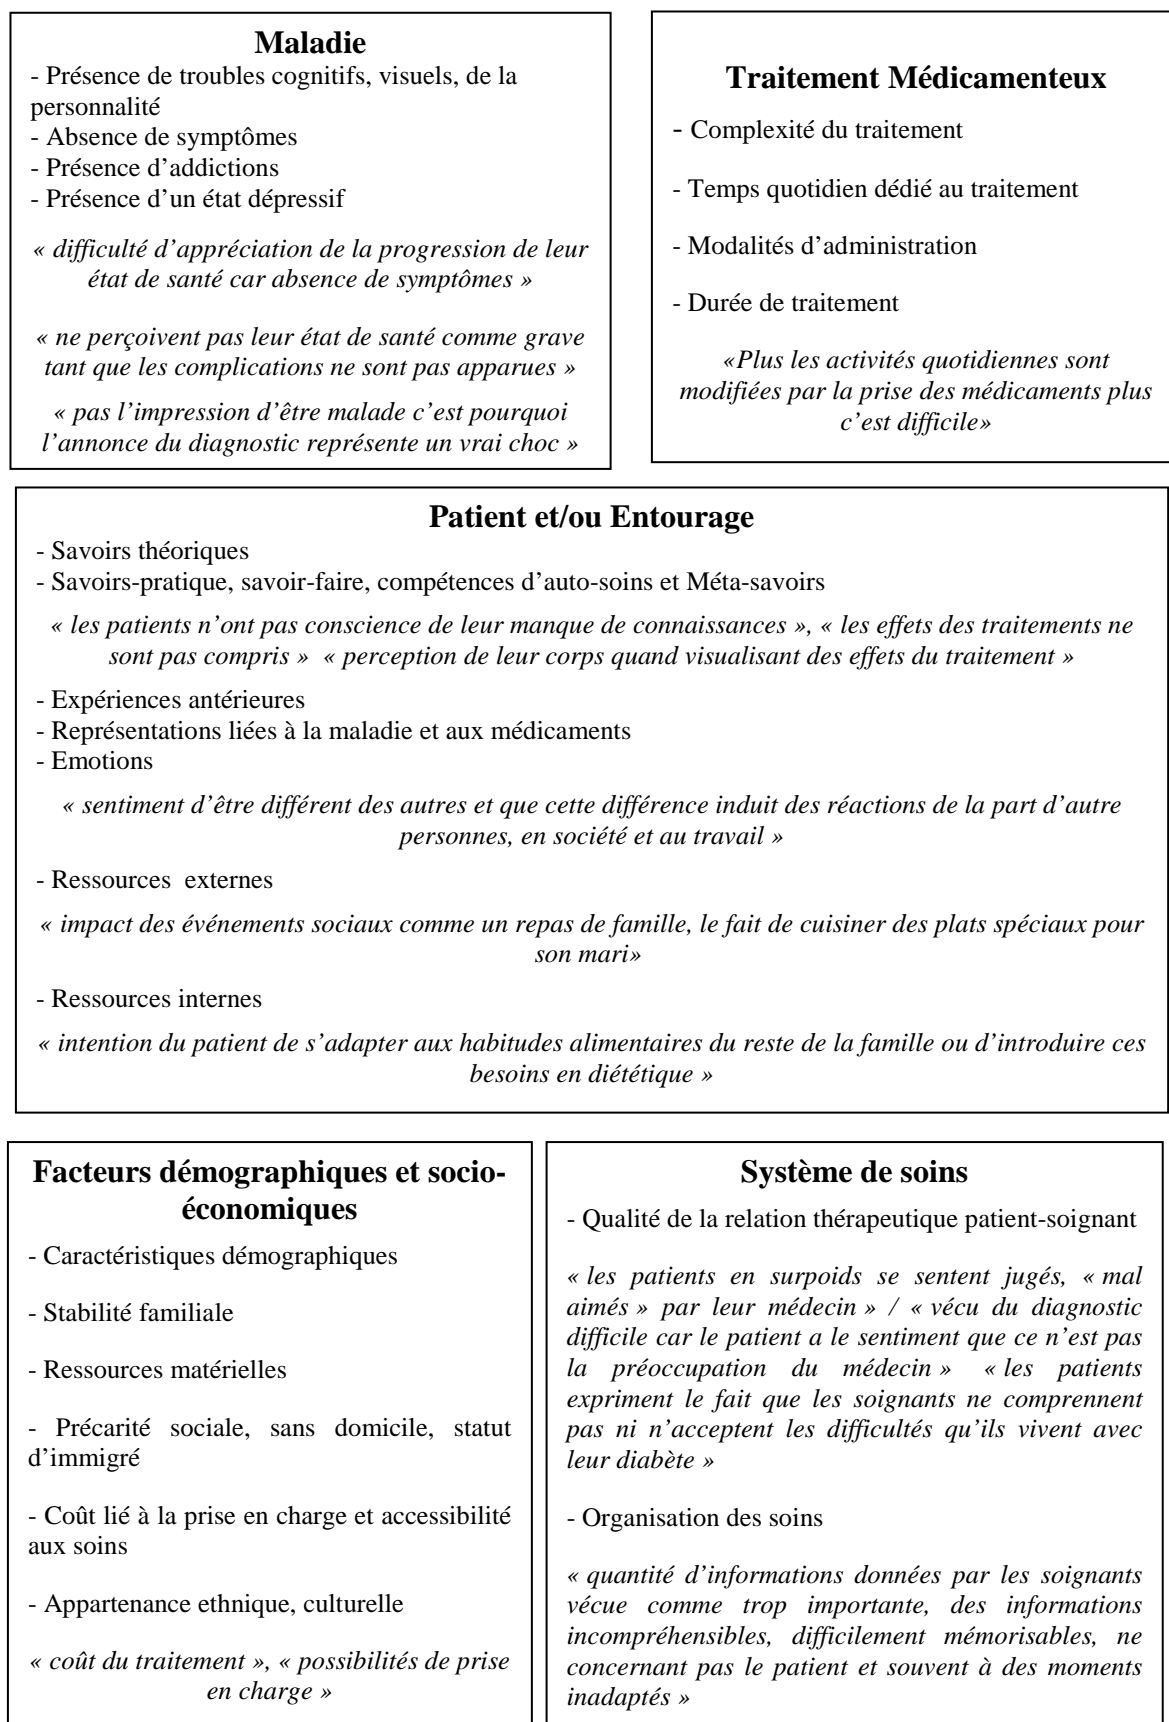 Maladie
- Présence de troubles cognitifs, visuels, de la
personnalité
- Absence de symptômes
- Présence d’addictions
- Présence d’un état dépressif
« difficulté d’appréciation de la progression de leur
état de santé car absence de symptômes »
« ne perçoivent pas leur état de santé comme grave
tant que les complications ne sont pas apparues »
« pas l’impression d’être malade c’est pourquoi
l’annonce du diagnostic représente un vrai choc »
Traitement Médicamenteux
- Complexité du traitement
- Temps quotidien dédié au traitement
- Modalités d’administration
- Durée de traitement
«Plus les activités quotidiennes sont
modifiées par la prise des médicaments plus
c’est difficile»
Patient et/ou Entourage
- Savoirs théoriques
- Savoirs-pratique, savoir-faire, compétences d’auto-soins et Méta-savoirs
« les patients n’ont pas conscience de leur manque de connaissances », « les effets des traitements ne
sont pas compris » « perception de leur corps quand visualisant des effets du traitement »
- Expériences antérieures
- Représentations liées à la maladie et aux médicaments
- Emotions
« sentiment d’être différent des autres et que cette différence induit des réactions de la part d’autre
personnes, en société et au travail »
- Ressources externes
« impact des événements sociaux comme un repas de famille, le fait de cuisiner des plats spéciaux pour
son mari»
- Ressources internes
« intention du patient de s’adapter aux habitudes alimentaires du reste de la famille ou d’introduire ces
besoins en diététique »
Facteurs démographiques et socio-
économiques
- Caractéristiques démographiques
- Stabilité familiale
- Ressources matérielles
- Précarité sociale, sans domicile, statut
d’immigré
- Coût lié à la prise en charge et accessibilité
aux soins
- Appartenance ethnique, culturelle
« coût du traitement », « possibilités de prise
en charge »
Système de soins
- Qualité de la relation thérapeutique patient-soignant
« les patients en surpoids se sentent jugés, « mal
aimés » par leur médecin » / « vécu du diagnostic
difficile car le patient a le sentiment que ce n’est pas
la préoccupation du médecin » « les patients
expriment le fait que les soignants ne comprennent
pas ni n’acceptent les difficultés qu’ils vivent avec
leur diabète »
- Organisation des soins
« quantité d’informations données par les soignants
vécue comme trop importante, des informations
incompréhensibles, difficilement mémorisables, ne
concernant pas le patient et souvent à des moments
inadaptés »